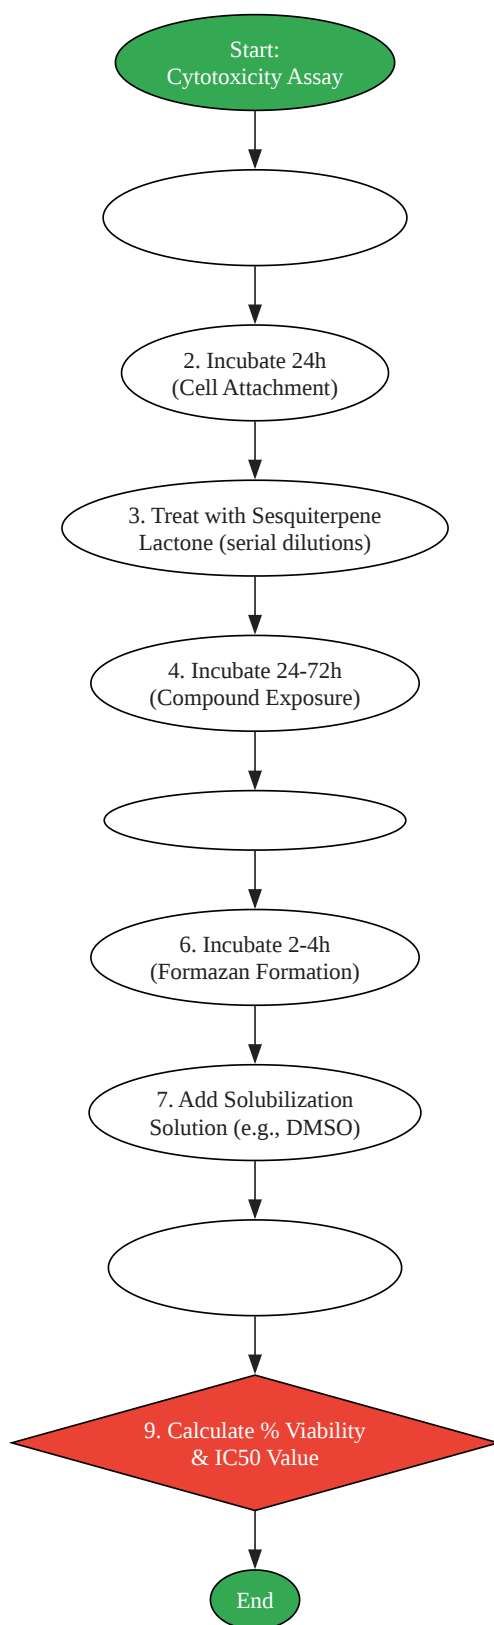 Start:
Cytotoxicity Assay
2. Incubate 24h
(Cell Attachment)
3. Treat with Sesquiterpene
Lactone (serial dilutions)
4. Incubate 24-72h
(Compound Exposure)
6. Incubate 2-4h
(Formazan Formation)
7. Add Solubilization
Solution (e.g., DMSO)
9. Calculate % Viability
& IC50 Value
End